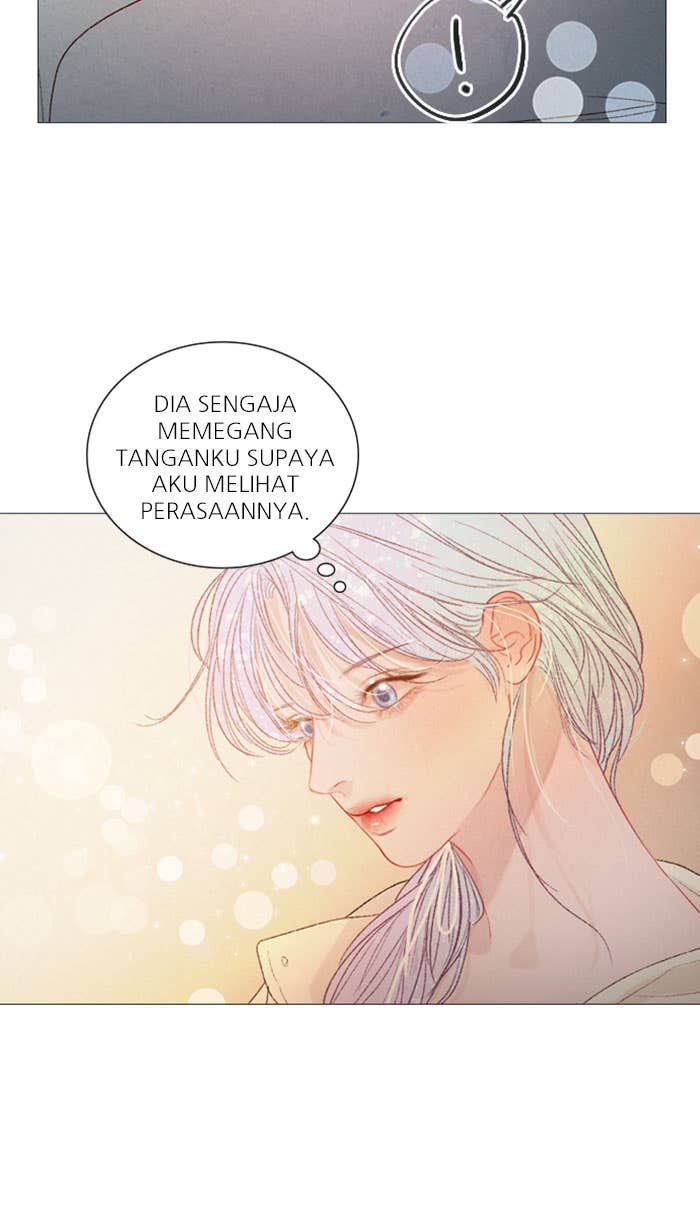 !
DIA SENGAJA
MEMEGANG
TANGANKU SUPAYA
AKU MELIHAT
PERASAANNYA.